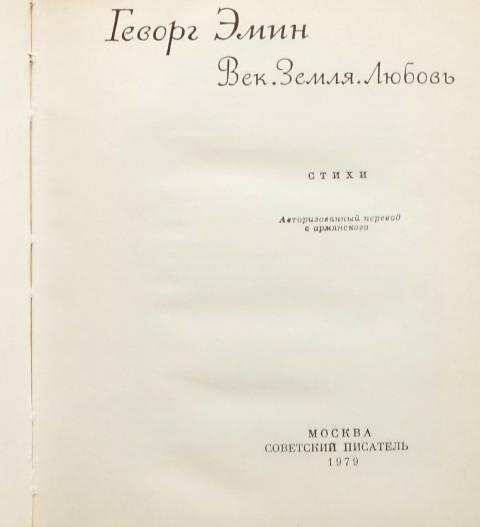 Геворг Эмин
Век.Земля.Любовь
СТИХИ
Авторизованный перевод
с армянского
МОСКВА
СОВЕТСКИЙ ПИСАТЕЛЬ
1979